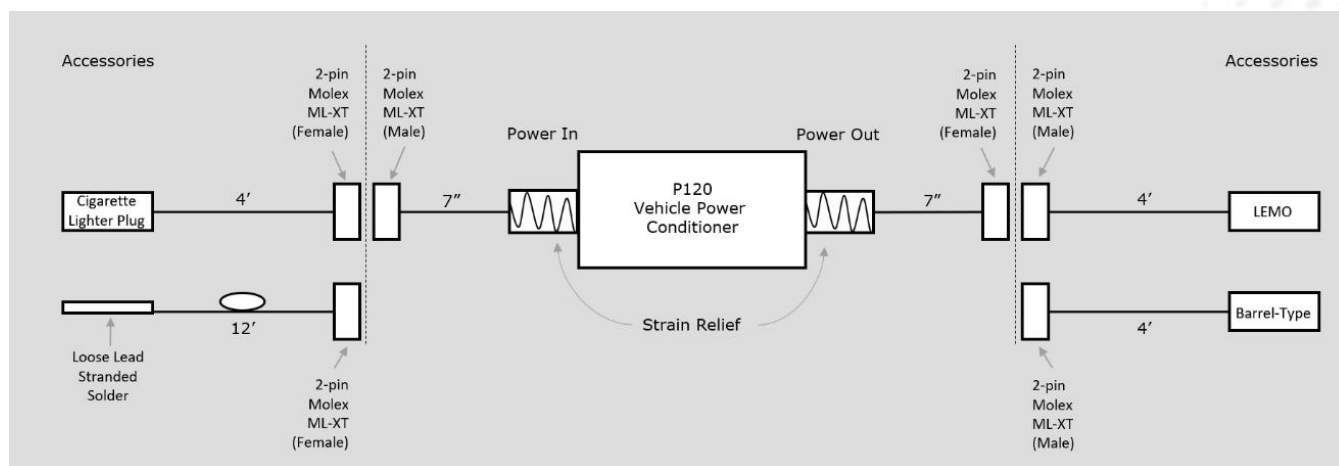 Accessories
2-pin
Molex
ML-XT
(Female)
2-pin
Molex
ML-XT
(Male)
Power In
Power Out
2-pin
Molex
ML-XT
(Female)
2-pin
Molex
ML-XT
(Male)
Accessories
Cigarette
Lighter Plug
4’
7”
P120
Vehicle Power
Conditioner
7”
4’
LEMO
12’
Strain Relief
4’
Barrel-Type
Loose Lead
Stranded
Solder
2-pin
Molex
ML-XT
(Female)
2-pin
Molex
ML-XT
(Male)